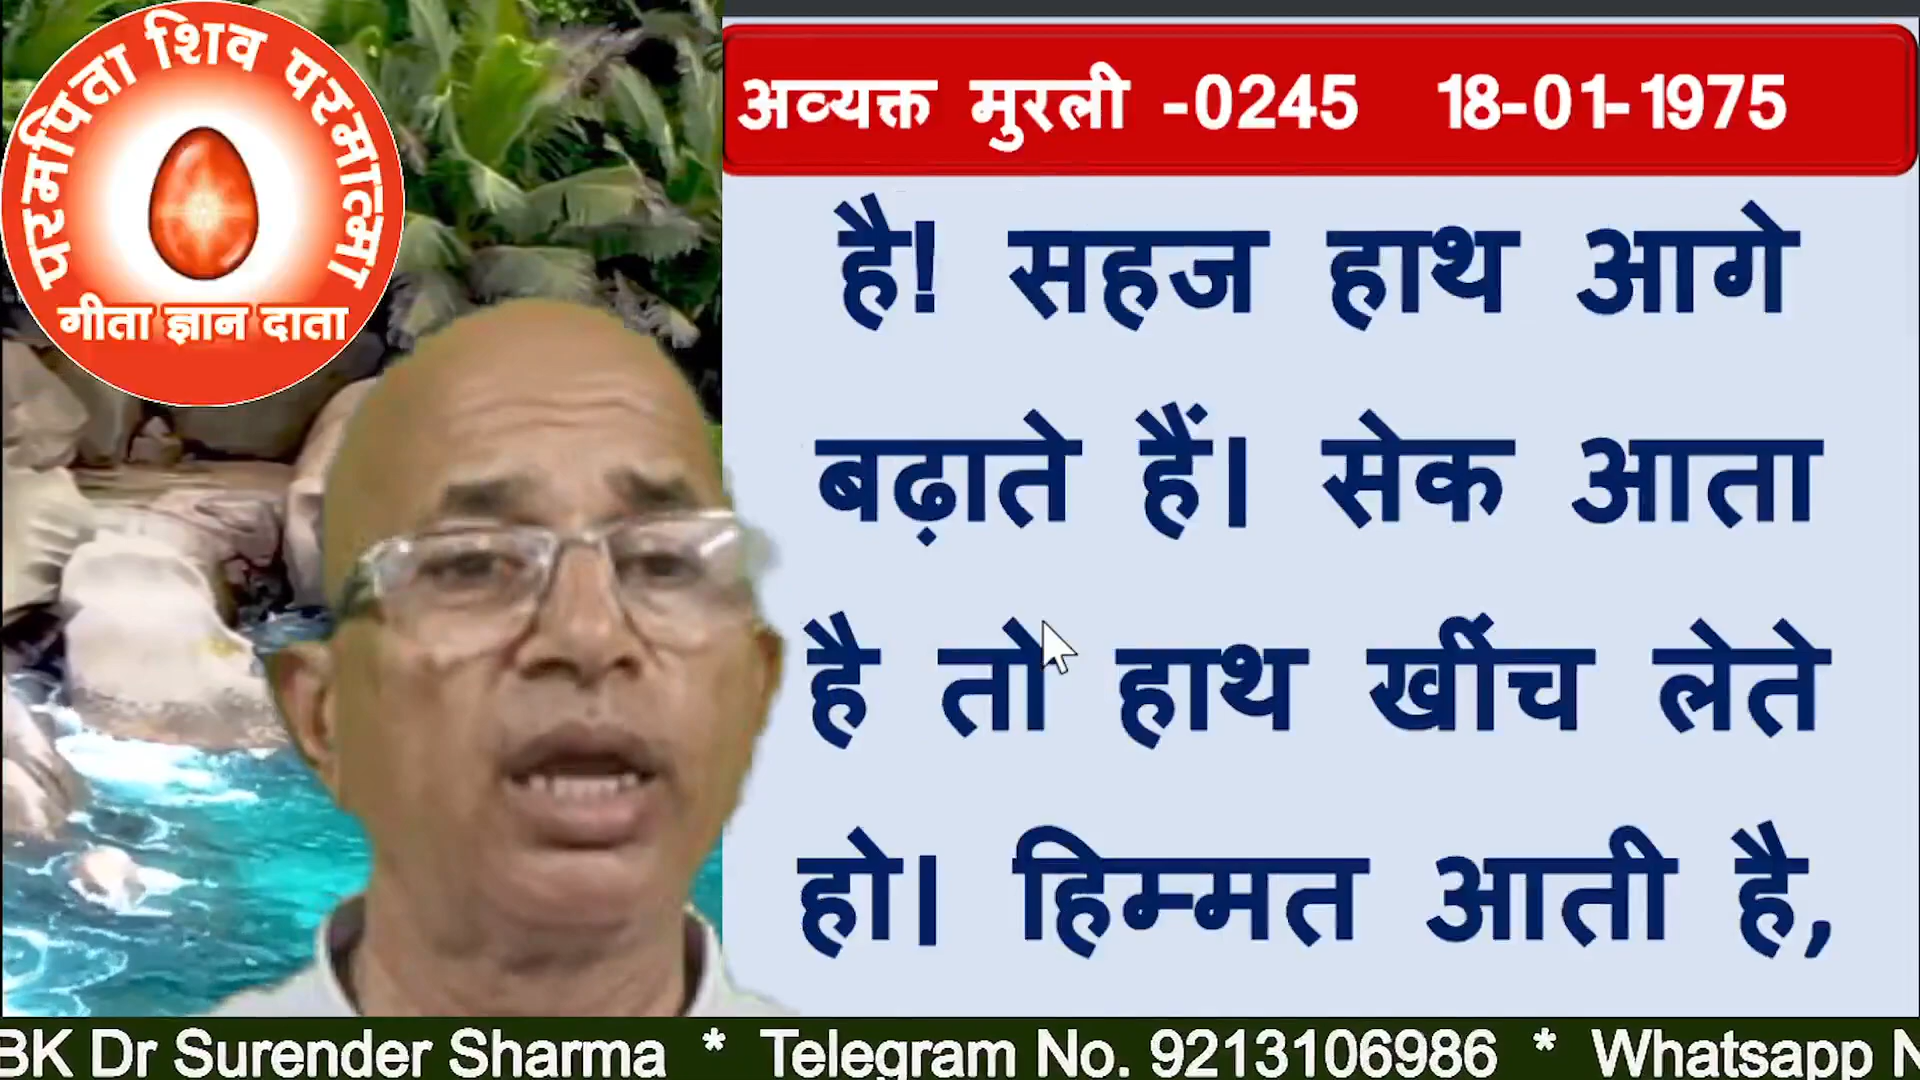 परमपिता शिव परमात्मा
गीता ज्ञान दाता
अव्यक्त मुरली -0245 18-01-1975
है! सहज हाथ आगे
बढ़ाते हैं। सेक आता
है तो हाथ खींच लेते
हो। हिम्मत आती है,
BK Dr Surender Sharma * Telegram No. 9213106986 * Whatsapp N